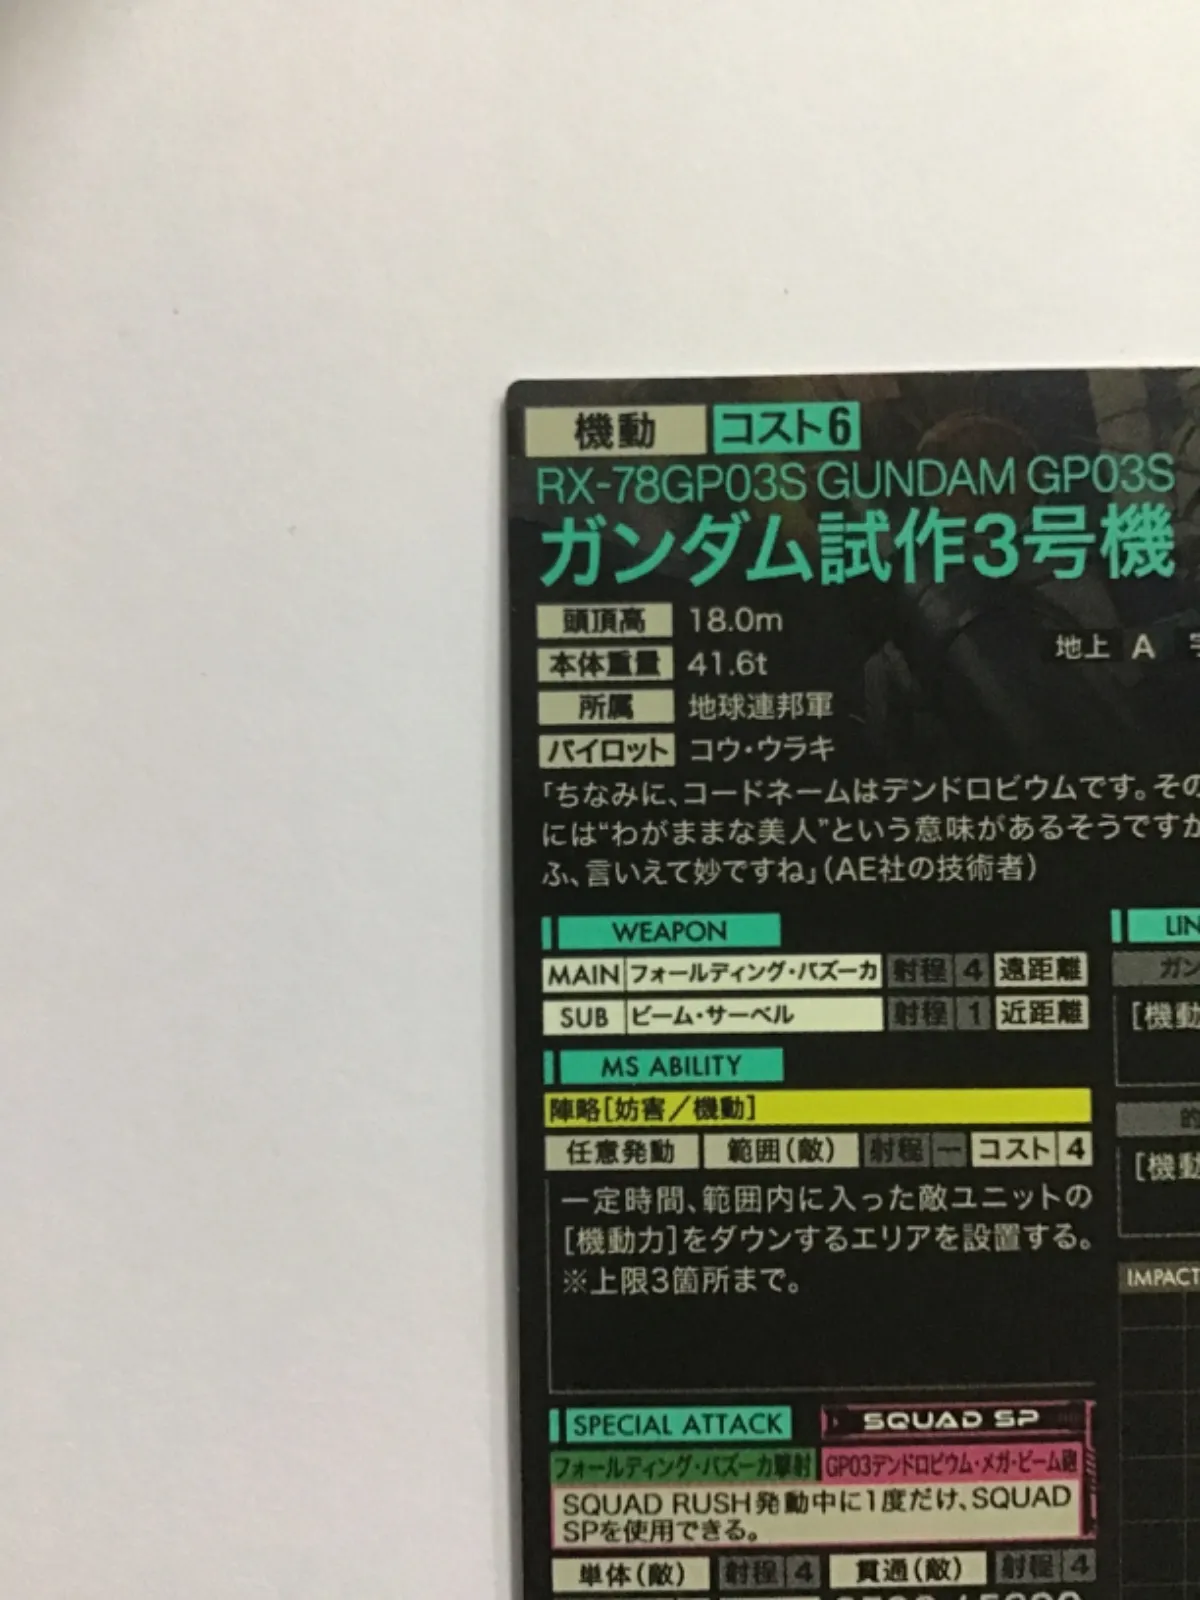 機動 コスト6
RX-78GP03S GUNDAM GP03S
ガンダム試作3号機
頭頂高 18.0m
地上 A
本体重量 41.6t
所属 地球連邦軍
パイロット コウ・ウラキ
「ちなみに、コードネームはデンドロビウムです。その
には“わがままな美人”という意味があるそうですが
ふ、言いえて妙ですね」(AE社の技術者)
WEAPON
MAIN フォールディング・バズーカ 射程 4 遠距離
SUB ビーム・サーベル 射程 1 近距離
MS ABILITY
陣略[妨害/機動]
任意発動 範囲(敵) 射程 ー コスト 4
一定時間、範囲内に入った敵ユニットの
[機動力]をダウンするエリアを設置する。
※上限3箇所まで。
LIN
ガン
[機動
[機動
IMPACT
SPECIAL ATTACK SQUAD SP
フォールディング・バズーカ撃射 GP03デンドロビウム・メガ・ビーム砲
SQUAD RUSH発動中に1度だけ、SQUAD
SPを使用できる。
単体(敵) 射程 4 貫通(敵) 射程 4